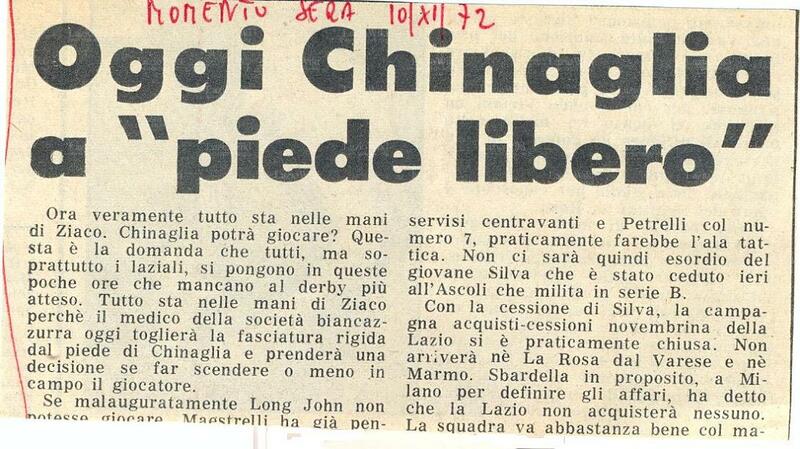 MOMENTO SERA 10/XI/72
Oggi Chinaglia
a "piede libero"
Ora veramente tutto sta nelle mani
di Ziaco. Chinaglia potrà giocare? Que-
sta è la domanda che tutti, ma so-
prattutto i laziali, si pongono in queste
poche ore che mancano al derby più
atteso. Tutto sta nelle mani di Ziaco
perchè il medico della società biancaz-
zurra oggi toglierà la fasciatura rigida
dal piede di Chinaglia e prenderà una
decisione se far scendere o meno in
campo il giocatore.
Se malauguratamente Long John non
potesse giocare, Maestrelli ha già pen-
servisi centravanti e Petrelli col nu-
mero 7, praticamente farebbe l'ala tat-
tica. Non ci sarà quindi esordio del
giovane Silva che è stato ceduto ieri
all'Ascoli che milita in serie B.
Con la cessione di Silva, la campa-
gna acquisti-cessioni novembrina della
Lazio si è praticamente chiusa. Non
arriverà nè La Rosa dal Varese e nè
Marmo. Sbardella in proposito, a Mi-
lano per definire gli affari, ha detto
che la Lazio non acquisterà nessuno.
La squadra va abbastanza bene col ma-